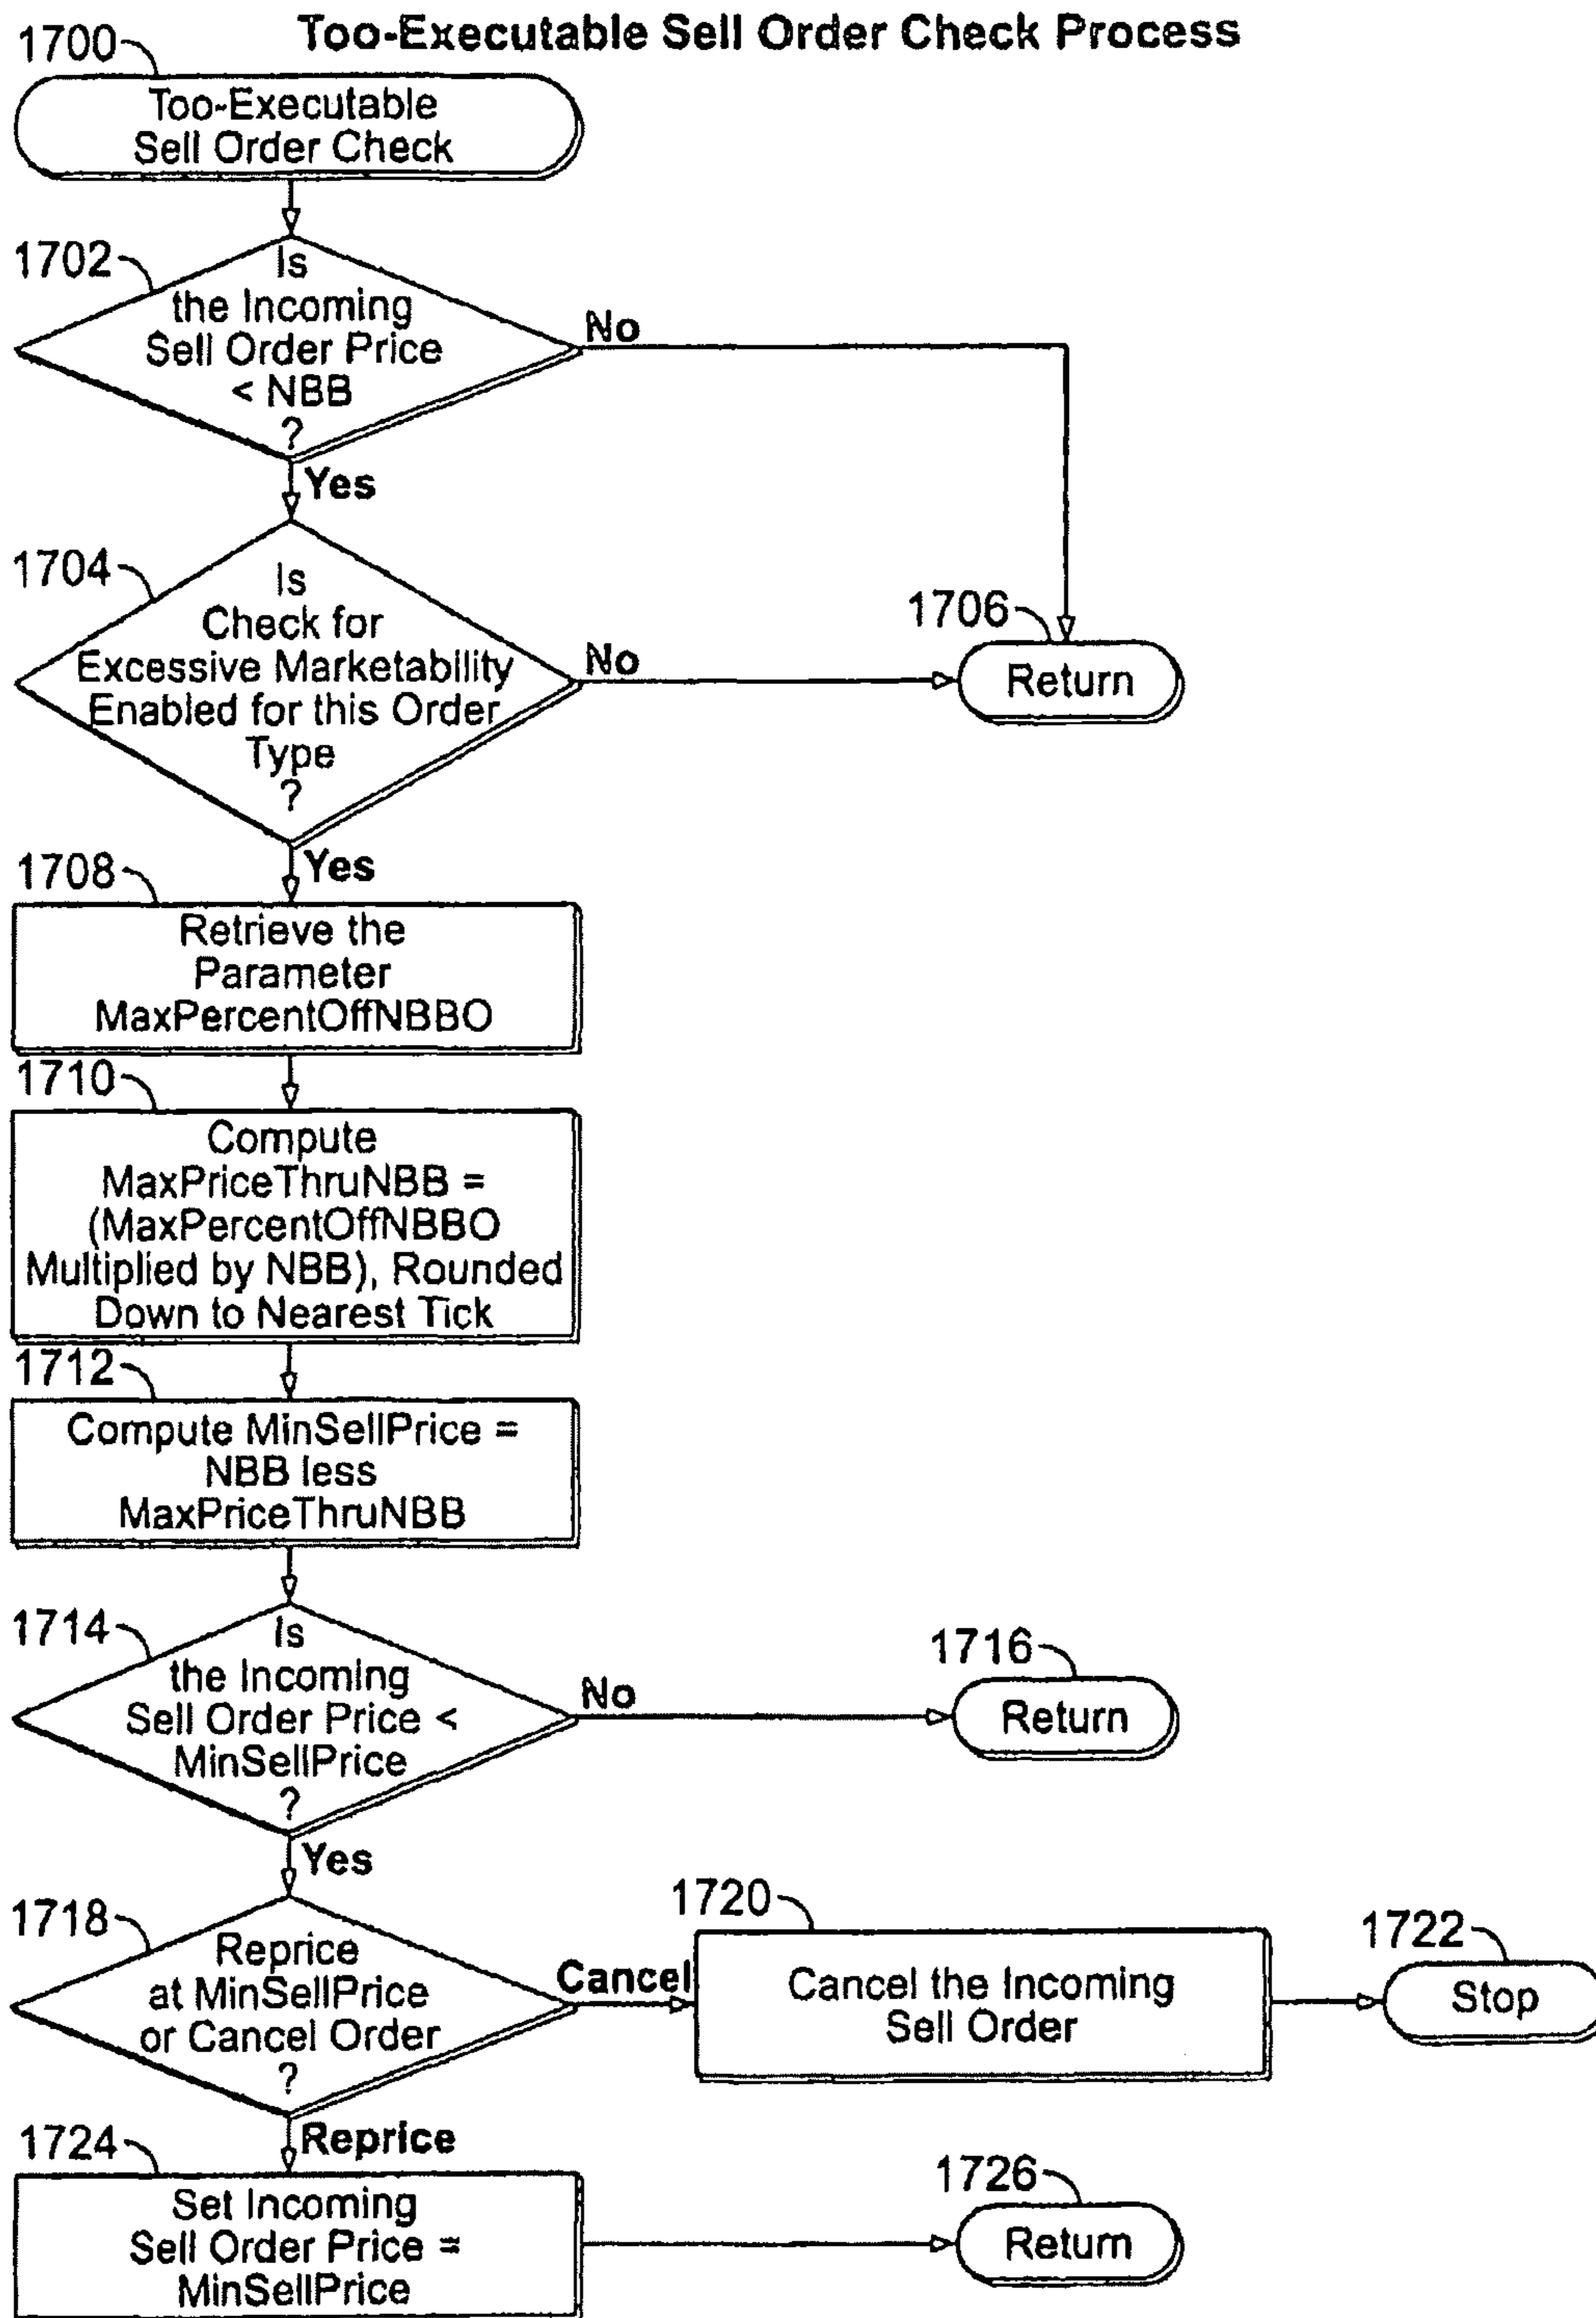 Too-Executable Sell Order Check Process
1700
Too-Executable
Sell Order Check
1702
Is
the Incoming
Sell Order Price
< NBB
?
No
Yes
1704
Is
Check for
Excessive Marketability
Enabled for this Order
Type
?
No
1706
Return
Yes
1708
Retrieve the
Parameter
MaxPercentOffNBBO
1710
Compute
MaxPriceThruNBB =
(MaxPercentOffNBBO
Multiplied by NBB), Rounded
Down to Nearest Tick
1712
Compute MinSellPrice =
NBB less
MaxPriceThruNBB
1714
Is
the Incoming
Sell Order Price <
MinSellPrice
?
No
1716
Return
Yes
1718
Reprice
at MinSellPrice
or Cancel Order
?
Cancel
1720
Cancel the Incoming
Sell Order
1722
Stop
Reprice
1724
Set Incoming
Sell Order Price =
MinSellPrice
1726
Return